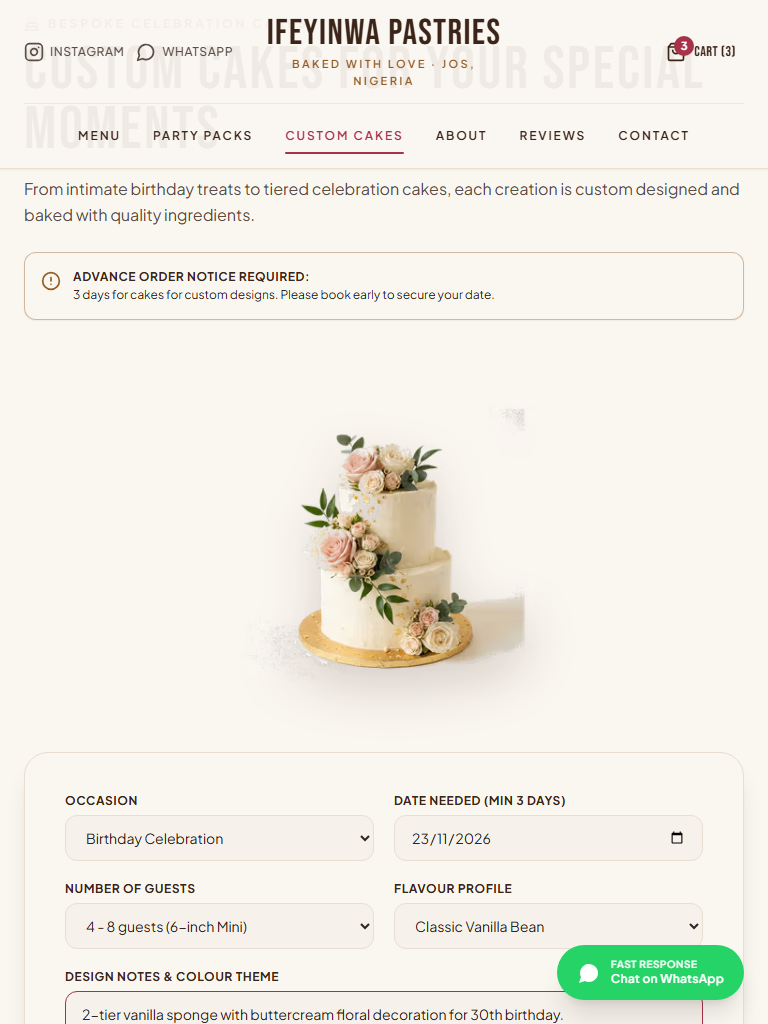 BESPOKE CELEBRATION C
IFEYINWA PASTRIES
INSTAGRAM
WHATSAPP
BAKED WITH LOVE · JOS,
NIGERIA
3
CART (3)
CUSTOM CAKES FOR YOUR SPECIAL
MOMENTS
MENU
PARTY PACKS
CUSTOM CAKES
ABOUT
REVIEWS
CONTACT
From intimate birthday treats to tiered celebration cakes, each creation is custom designed and
baked with quality ingredients.
ADVANCE ORDER NOTICE REQUIRED:
3 days for cakes for custom designs. Please book early to secure your date.
OCCASION
DATE NEEDED (MIN 3 DAYS)
Birthday Celebration
23/11/2026
NUMBER OF GUESTS
FLAVOUR PROFILE
4 - 8 guests (6-inch Mini)
Classic Vanilla Bean
FAST RESPONSE
Chat on WhatsApp
DESIGN NOTES & COLOUR THEME
2-tier vanilla sponge with buttercream floral decoration for 30th birthday.